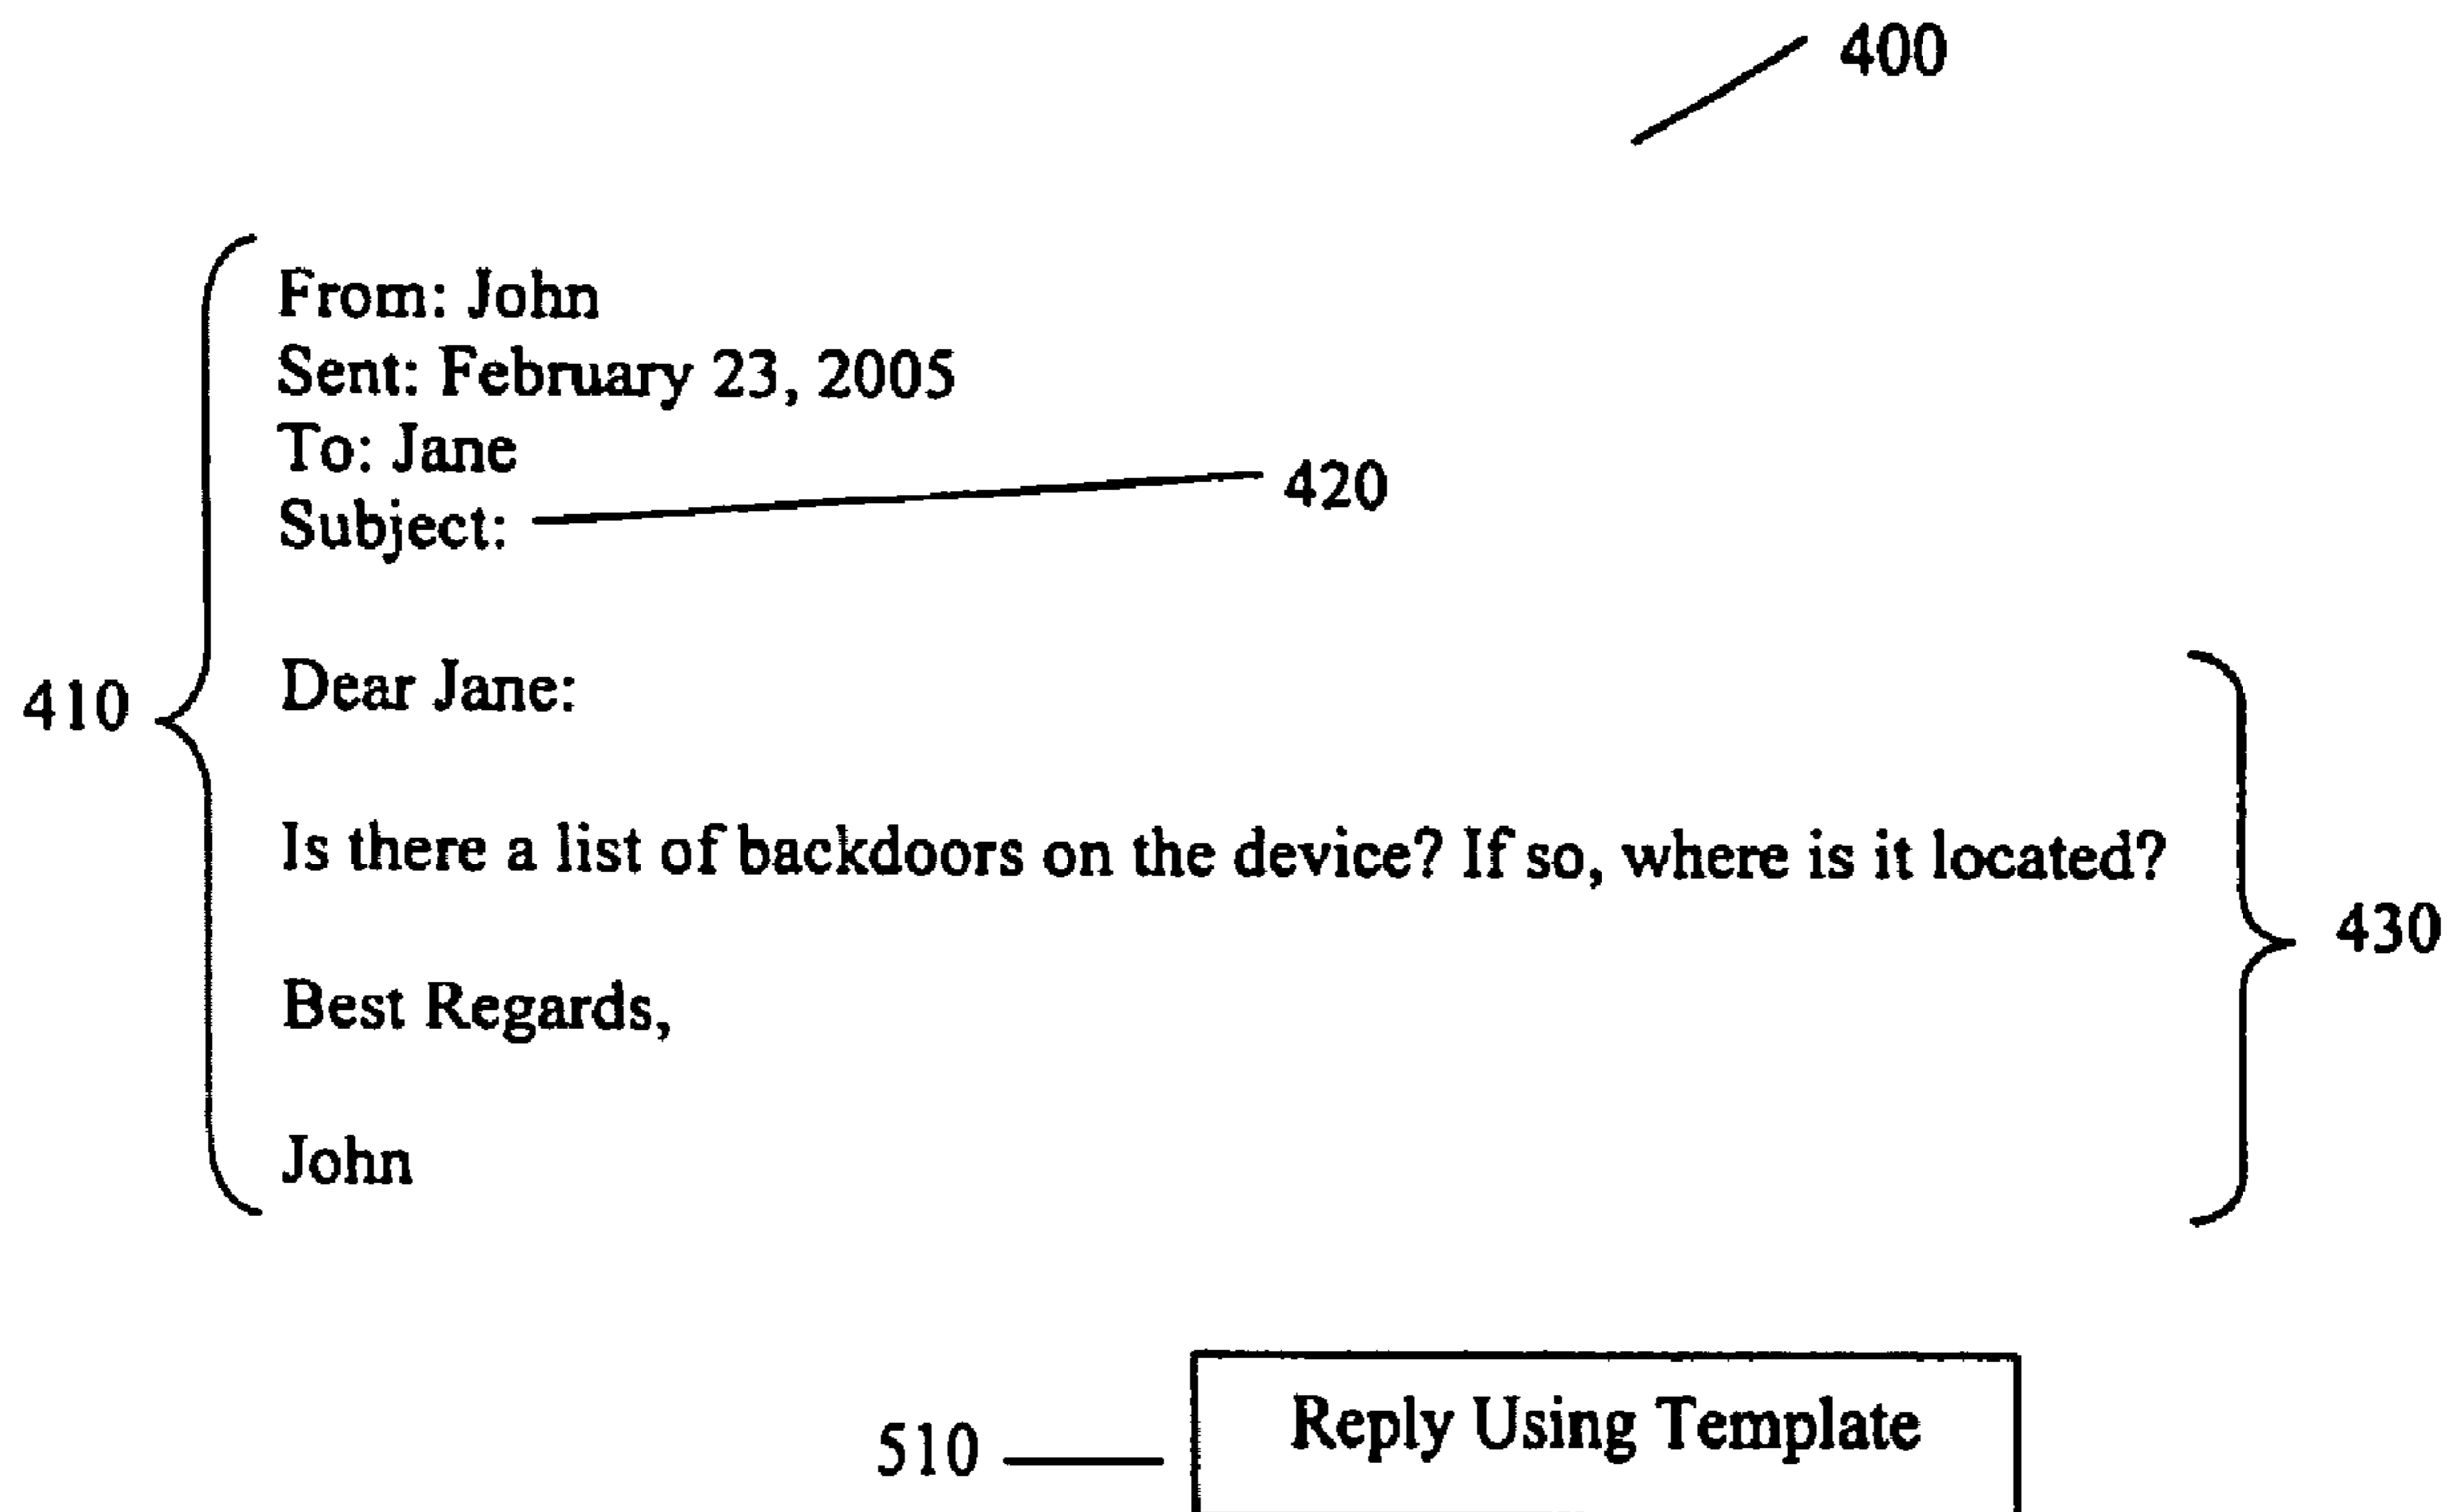 400
From: John
Sent: February 23, 2005
To: Jane
420
Subject:
410
Dear Jane:
Is there a list of backdoors on the device? If so, where is it located?
430
Best Regards,
John
Reply Using Template
510